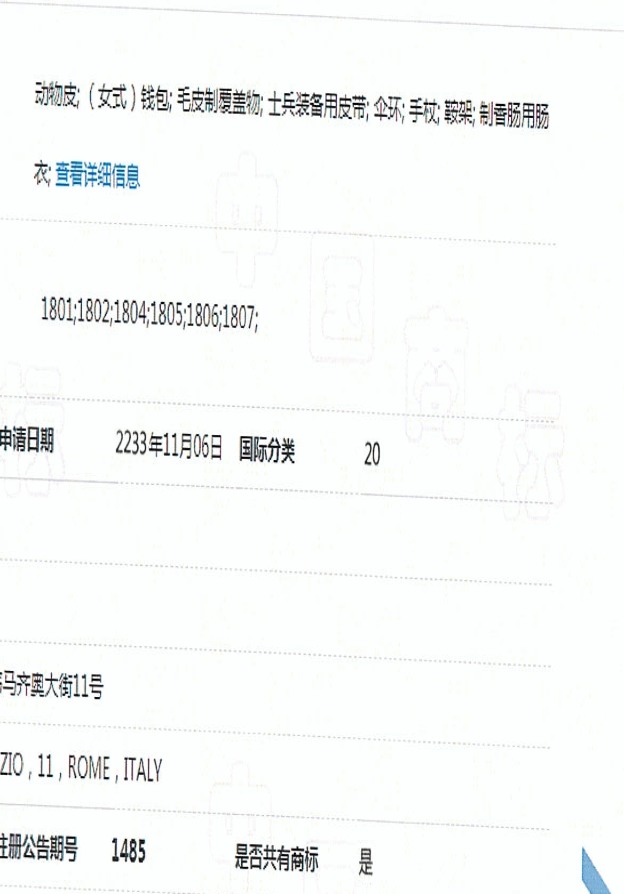 动物皮; ( 女式 ) 钱包; 毛皮制覆盖物; 士兵装备用皮带; 伞环; 手杖; 鞍架; 制香肠用肠
衣; 查看详细信息
1801;1802;1804;1805;1806;1807;
申请日期 2233年11月06日 国际分类 20
马齐奥大街11号
ZIO , 11 , ROME , ITALY
注册公告期号 1485 是否共有商标 是